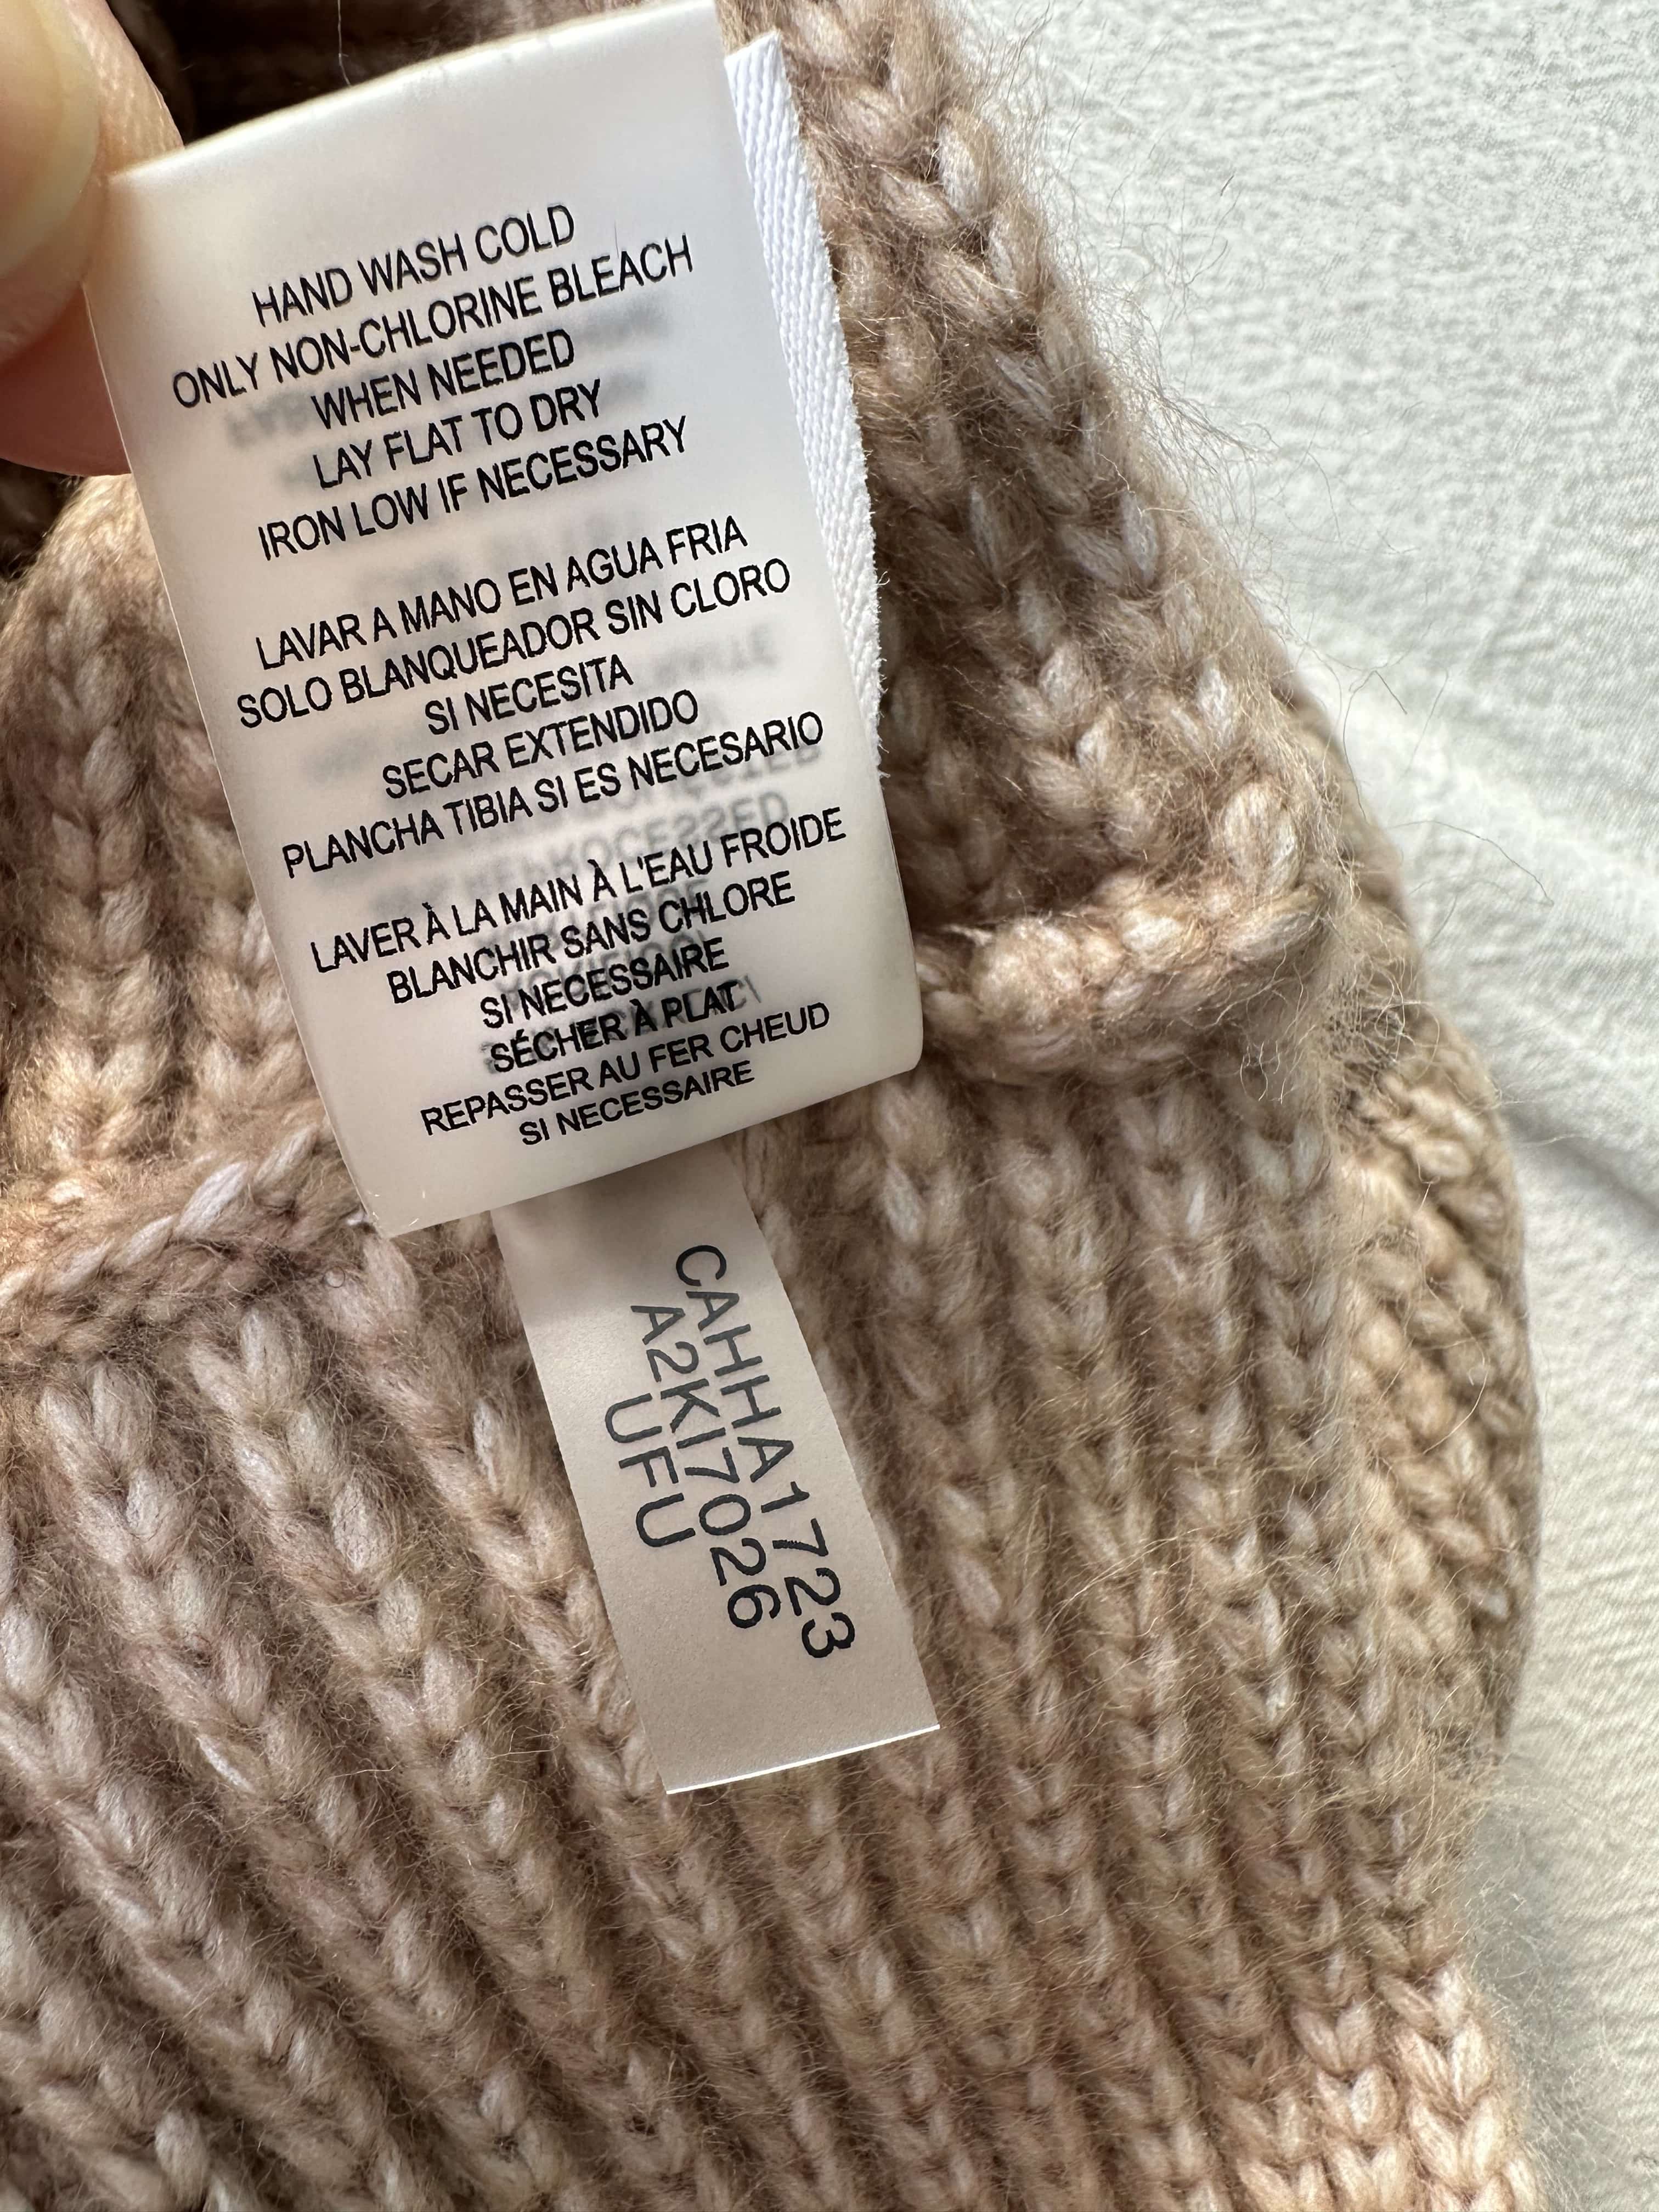 HAND WASH COLD
ONLY NON-CHLORINE BLEACH
WHEN NEEDED
LAY FLAT TO DRY
IRON LOW IF NECESSARY
LAVAR A MANO EN AGUA FRIA
SOLO BLANQUEADOR SIN CLORO
SI NECESITA
SECAR EXTENDIDO
PLANCHA TIBIA SI ES NECESARIO
LAVER À LA MAIN À L'EAU FROIDE
BLANCHIR SANS CHLORE
SI NECESSAIRE
SÉCHER À PLAT
REPASSER AU FER CHEUD
SI NECESSAIRE
CAHHA1723
A2KI7026
UFU